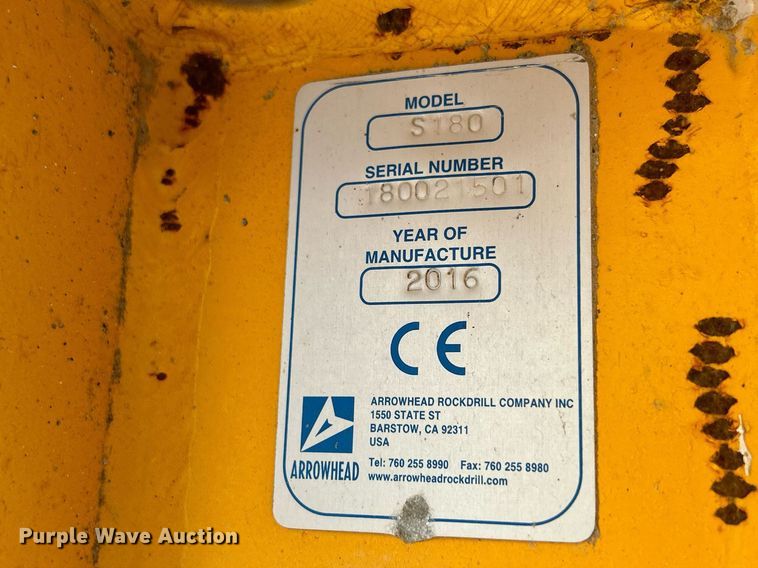 MODEL
S180
SERIAL NUMBER
180021501
YEAR OF
MANUFACTURE
2016
CE
ARROWHEAD
ARROWHEAD ROCKDRILL COMPANY INC
1550 STATE ST
BARSTOW, CA 92311
USA
Tel: 760 255 8990 Fax: 760 255 8980
www.arrowheadrockdrill.com
Purple Wave Auction